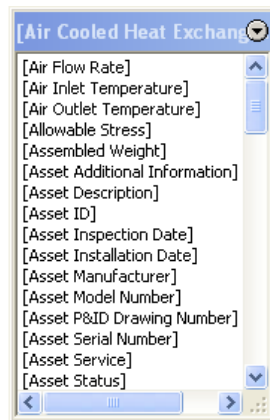 [Air Cooled Heat Exchang
[Air Flow Rate]
[Air Inlet Temperature]
[Air Outlet Temperature]
[Allowable Stress]
[Assembled Weight]
[Asset Additional Information]
[Asset Description]
[Asset ID]
[Asset Inspection Date]
[Asset Installation Date]
[Asset Manufacturer]
[Asset Model Number]
[Asset P&ID Drawing Number]
[Asset Serial Number]
[Asset Service]
[Asset Status]